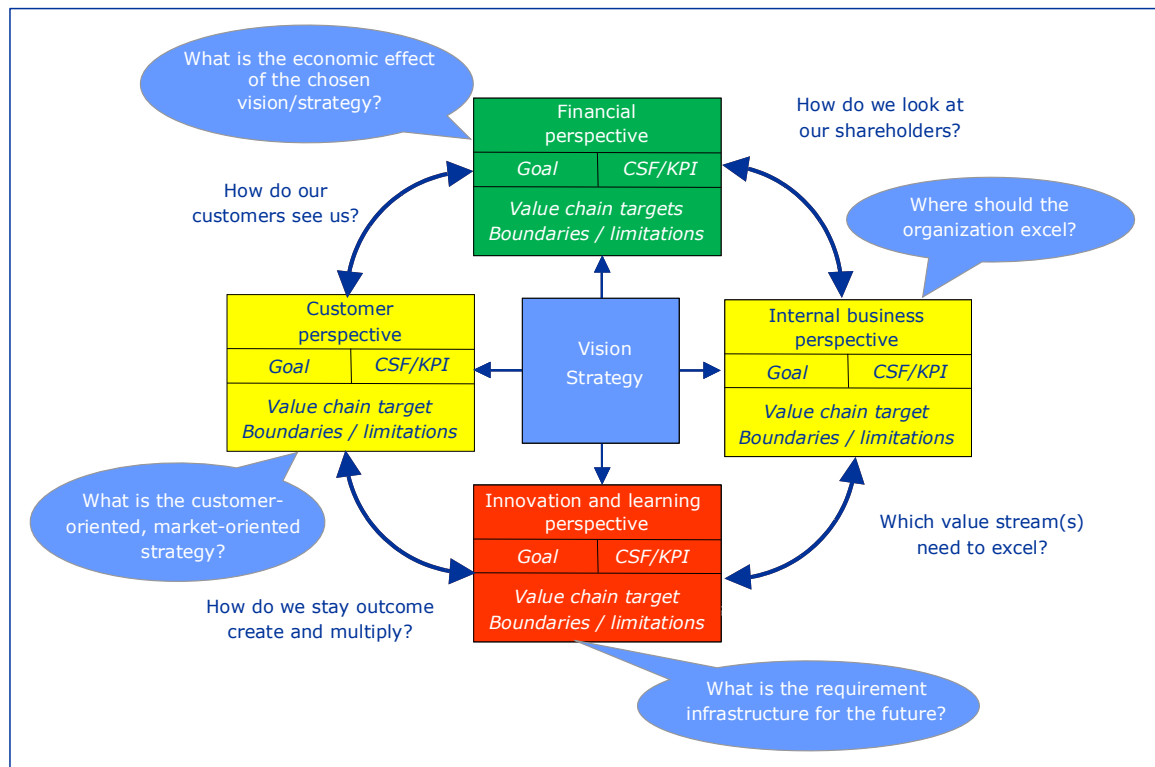 What is the economic effect
of the chosen
vision/strategy?
How do we look at
our shareholders?
Financial
perspective
Goal
CSF/KPI
Value chain targets
Boundaries / limitations
How do our
customers see us?
Where should the
organization excel?
Customer
perspective
Goal
CSF/KPI
Value chain target
Boundaries / limitations
Vision
Strategy
Internal business
perspective
Goal
CSF/KPI
Value chain target
Boundaries / limitations
What is the customer-
oriented, market-oriented
strategy?
Innovation and learning
perspective
Goal
CSF/KPI
Value chain target
Boundaries / limitations
Which value stream(s)
need to excel?
How do we stay outcome
create and multiply?
What is the requirement
infrastructure for the future?